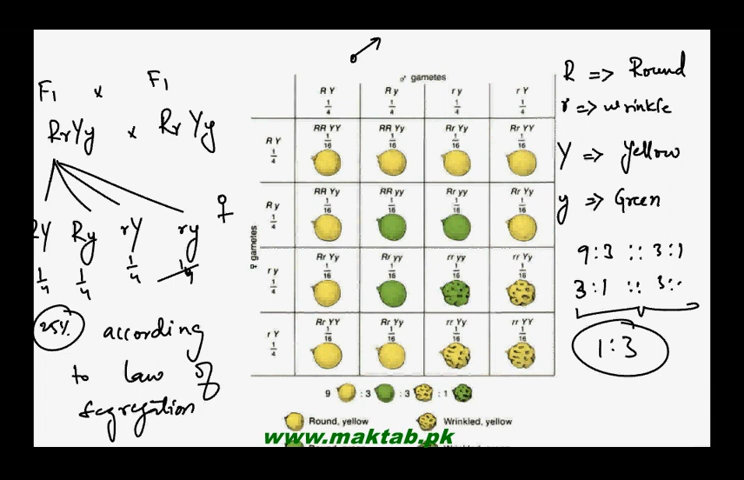 F1 x F1
RrYy x RrYy
RY Ry rY ry
1/4 1/4 1/4 1/4
25% according
to law of
segregation
♂ gametes
RY Ry ry rY
1/4 1/4 1/4 1/4
♀ gametes
RY RR YY RR Yy Rr Yy Rr YY
1/4 1/16 1/16 1/16 1/16
Ry RR Yy RR yy Rr yy Rr Yy
1/4 1/16 1/16 1/16 1/16
ry Rr Yy Rr yy rr yy rr Yy
1/4 1/16 1/16 1/16 1/16
rY Rr YY Rr Yy rr Yy rr YY
1/4 1/16 1/16 1/16 1/16
9 : 3 : 3 : 1
Round, yellow Wrinkled, yellow
www.maktab.pk
R => Round
r => wrinkle
Y => Yellow
y => Green
9:3 :: 3:1
3:1 :: 3:
1:3